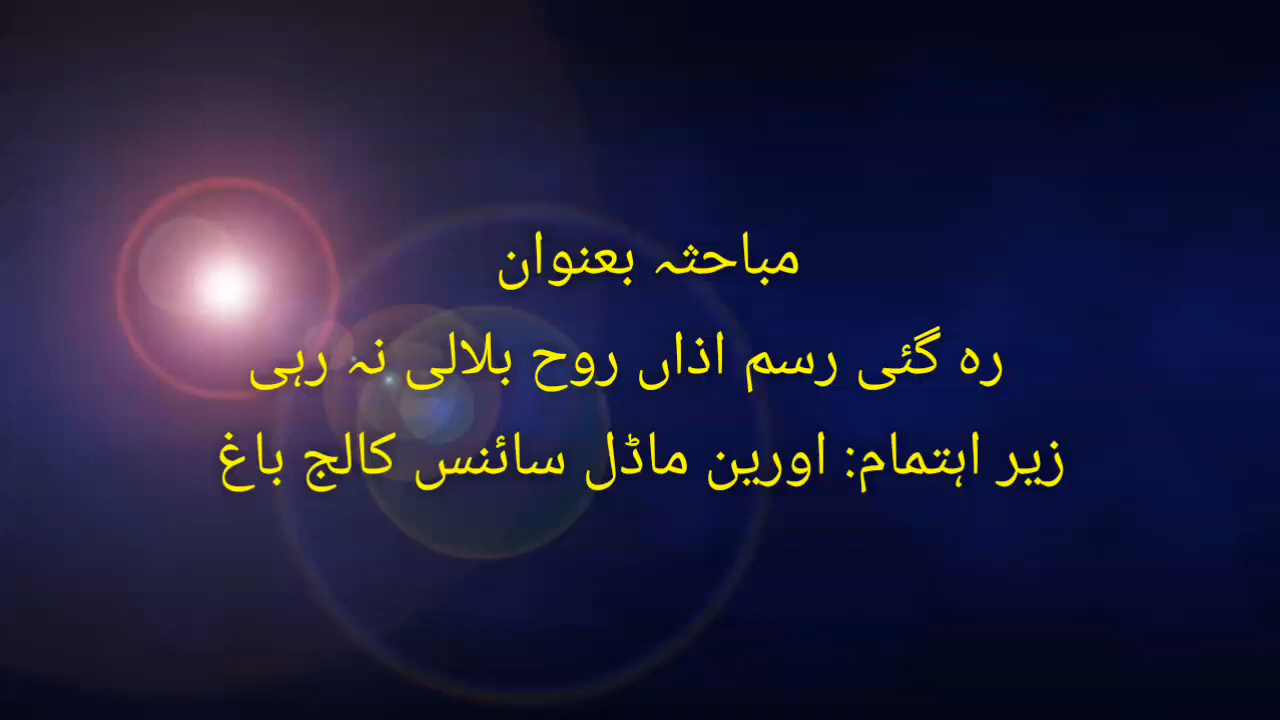 مباحثہ بعنوان
رہ گئی رسم اذاں روح بلالی نہ رہی
زیر اہتمام: اورین ماڈل سائنس کالج باغ